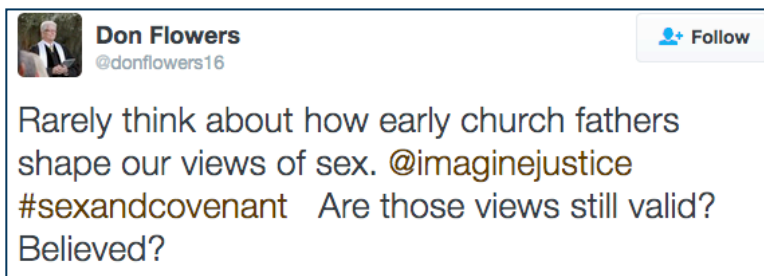 Don Flowers
@donflowers16
Follow
Rarely think about how early church fathers
shape our views of sex. @imaginejustice
#sexandcovenant Are those views still valid?
Believed?